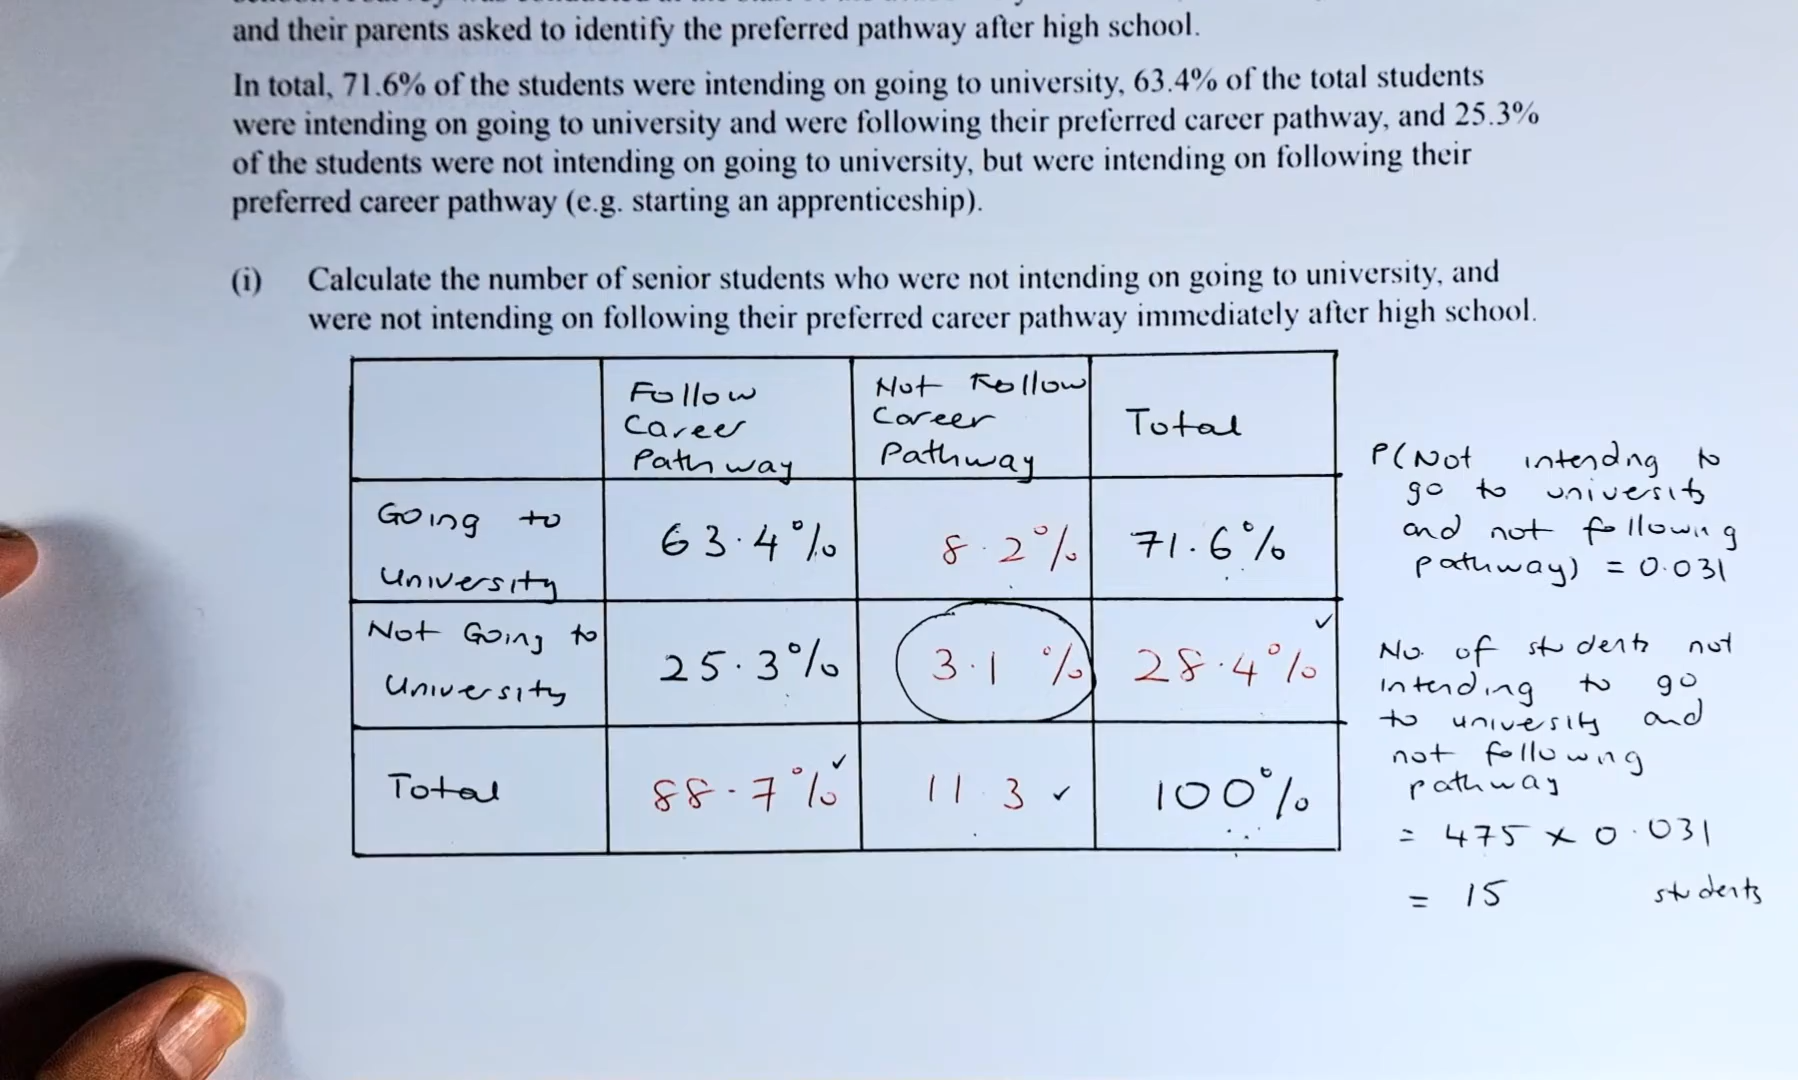 and their parents asked to identify the preferred pathway after high school.
In total, 71.6% of the students were intending on going to university, 63.4% of the total students
were intending on going to university and were following their preferred career pathway, and 25.3%
of the students were not intending on going to university, but were intending on following their
preferred career pathway (e.g. starting an apprenticeship).
(i) Calculate the number of senior students who were not intending on going to university, and
were not intending on following their preferred career pathway immediately after high school.
Follow
Career
Pathway
Not Follow
Career
Pathway
Total
Going to
University
63.4%
8.2%
71.6%
Not Going to
University
25.3%
3.1 %
28.4% ✓
Total
88.7% ✓
11.3 ✓
100%
P(Not intendng to
go to university
and not following
pathway) = 0.031
No. of students not
intending to go
to university and
not following
pathway
= 475 × 0.031
= 15 students